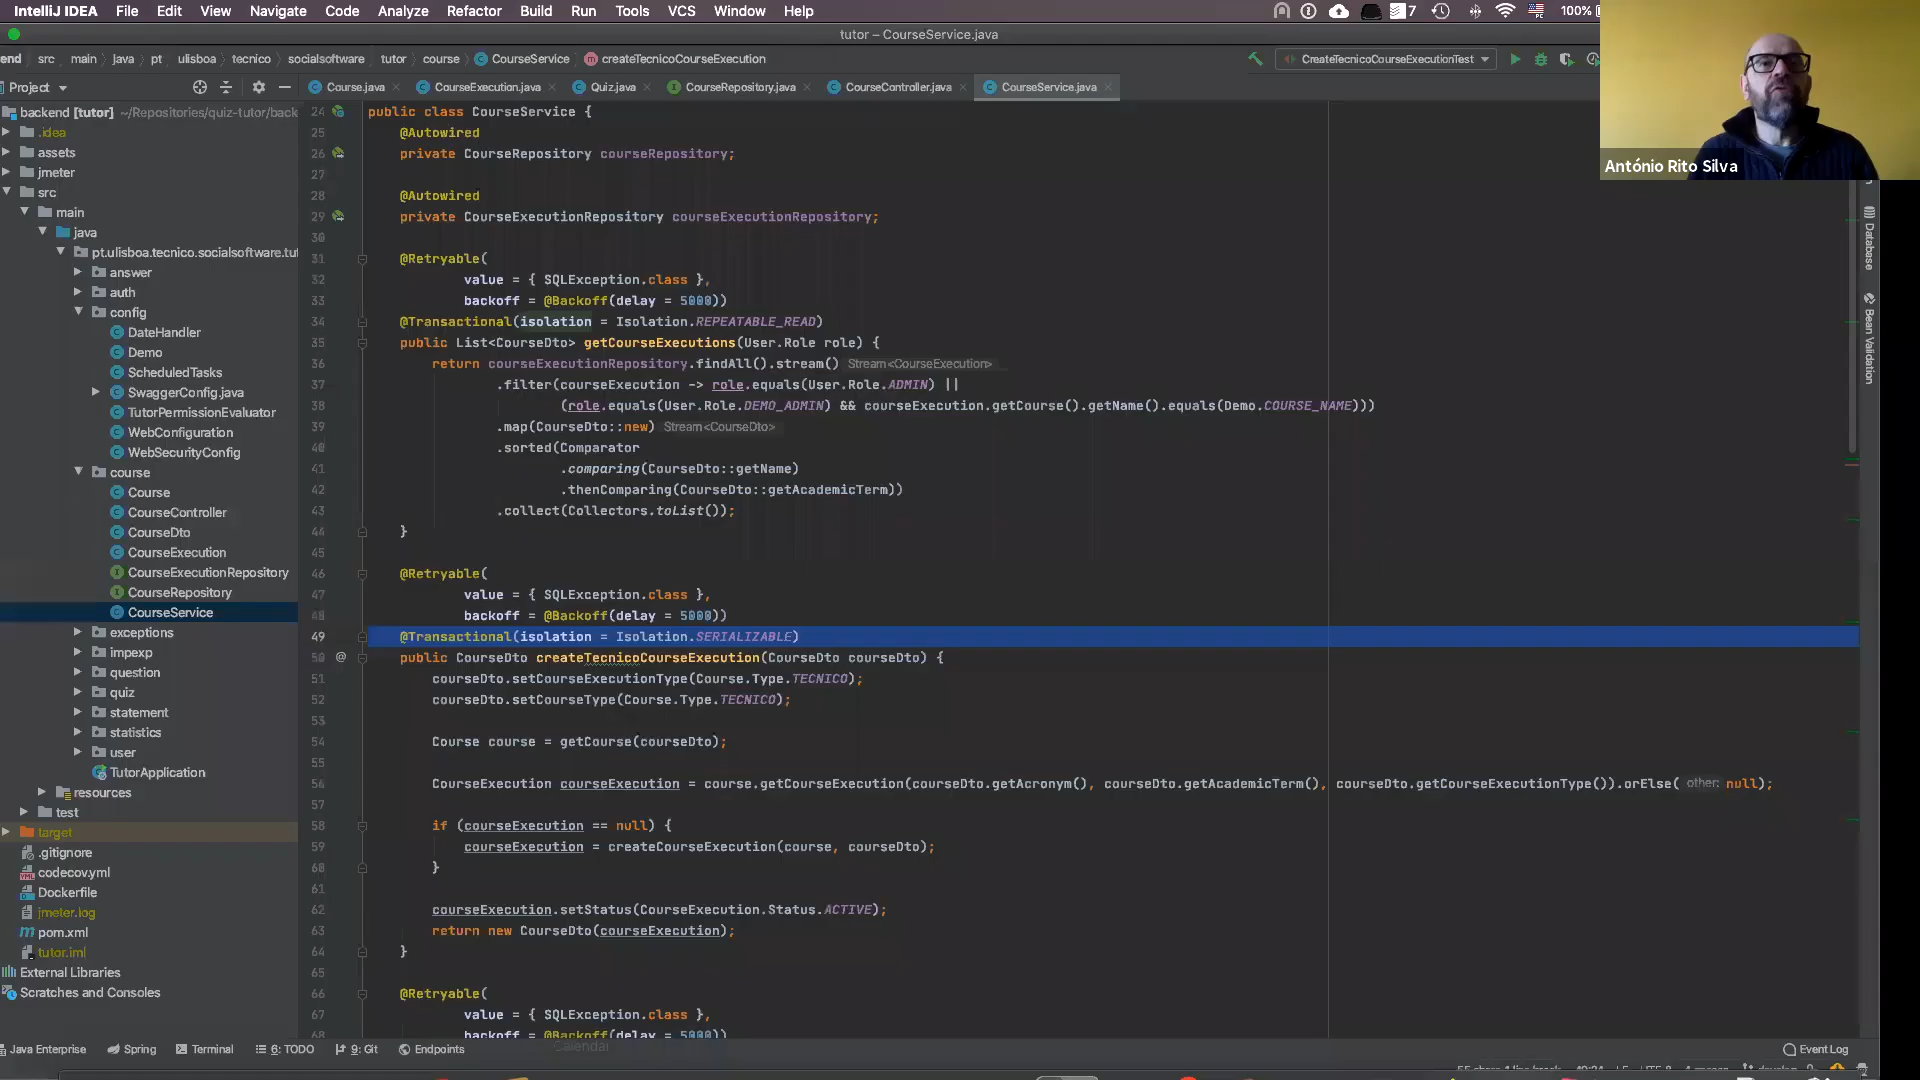 IntelliJ IDEA File Edit View Navigate Code Analyze Refactor Build Run Tools VCS Window Help 7 100%
tutor – CourseService.java
end src main java pt ulisboa tecnico socialsoftware tutor course CourseService createTecnicoCourseExecution CreateTecnicoCourseExecutionTest
Project Course.java CourseExecution.java Quiz.java CourseRepository.java CourseController.java CourseService.java
António Rito Silva
backend [tutor] ~/Repositories/quiz-tutor/back
.idea
assets
jmeter
src
main
java
pt.ulisboa.tecnico.socialsoftware.tut
answer
auth
config
DateHandler
Demo
ScheduledTasks
SwaggerConfig.java
TutorPermissionEvaluator
WebConfiguration
WebSecurityConfig
course
Course
CourseController
CourseDto
CourseExecution
CourseExecutionRepository
CourseRepository
CourseService
exceptions
impexp
question
quiz
statement
statistics
user
TutorApplication
resources
test
target
.gitignore
codecov.yml
Dockerfile
jmeter.log
pom.xml
tutor.iml
External Libraries
Scratches and Consoles
24 public class CourseService {
25 @Autowired
26 private CourseRepository courseRepository;
27
28 @Autowired
29 private CourseExecutionRepository courseExecutionRepository;
30
31 @Retryable(
32 value = { SQLException.class },
33 backoff = @Backoff(delay = 5000))
34 @Transactional(isolation = Isolation.REPEATABLE_READ)
35 public List<CourseDto> getCourseExecutions(User.Role role) {
36 return courseExecutionRepository.findAll().stream() Stream<CourseExecution>
37 .filter(courseExecution -> role.equals(User.Role.ADMIN) ||
38 (role.equals(User.Role.DEMO_ADMIN) && courseExecution.getCourse().getName().equals(Demo.COURSE_NAME)))
39 .map(CourseDto::new) Stream<CourseDto>
40 .sorted(Comparator
41 .comparing(CourseDto::getName)
42 .thenComparing(CourseDto::getAcademicTerm))
43 .collect(Collectors.toList());
44 }
45
46 @Retryable(
47 value = { SQLException.class },
48 backoff = @Backoff(delay = 5000))
49 @Transactional(isolation = Isolation.SERIALIZABLE)
50 public CourseDto createTecnicoCourseExecution(CourseDto courseDto) {
51 courseDto.setCourseExecutionType(Course.Type.TECNICO);
52 courseDto.setCourseType(Course.Type.TECNICO);
53
54 Course course = getCourse(courseDto);
55
56 CourseExecution courseExecution = course.getCourseExecution(courseDto.getAcronym(), courseDto.getAcademicTerm(), courseDto.getCourseExecutionType()).orElse( other: null);
57
58 if (courseExecution == null) {
59 courseExecution = createCourseExecution(course, courseDto);
60 }
61
62 courseExecution.setStatus(CourseExecution.Status.ACTIVE);
63 return new CourseDto(courseExecution);
64 }
65
66 @Retryable(
67 value = { SQLException.class },
68 backoff = @Backoff(delay = 5000))
Database
Bean Validation
Java Enterprise Spring Terminal 6: TODO 9: Git Endpoints Calendar Event Log